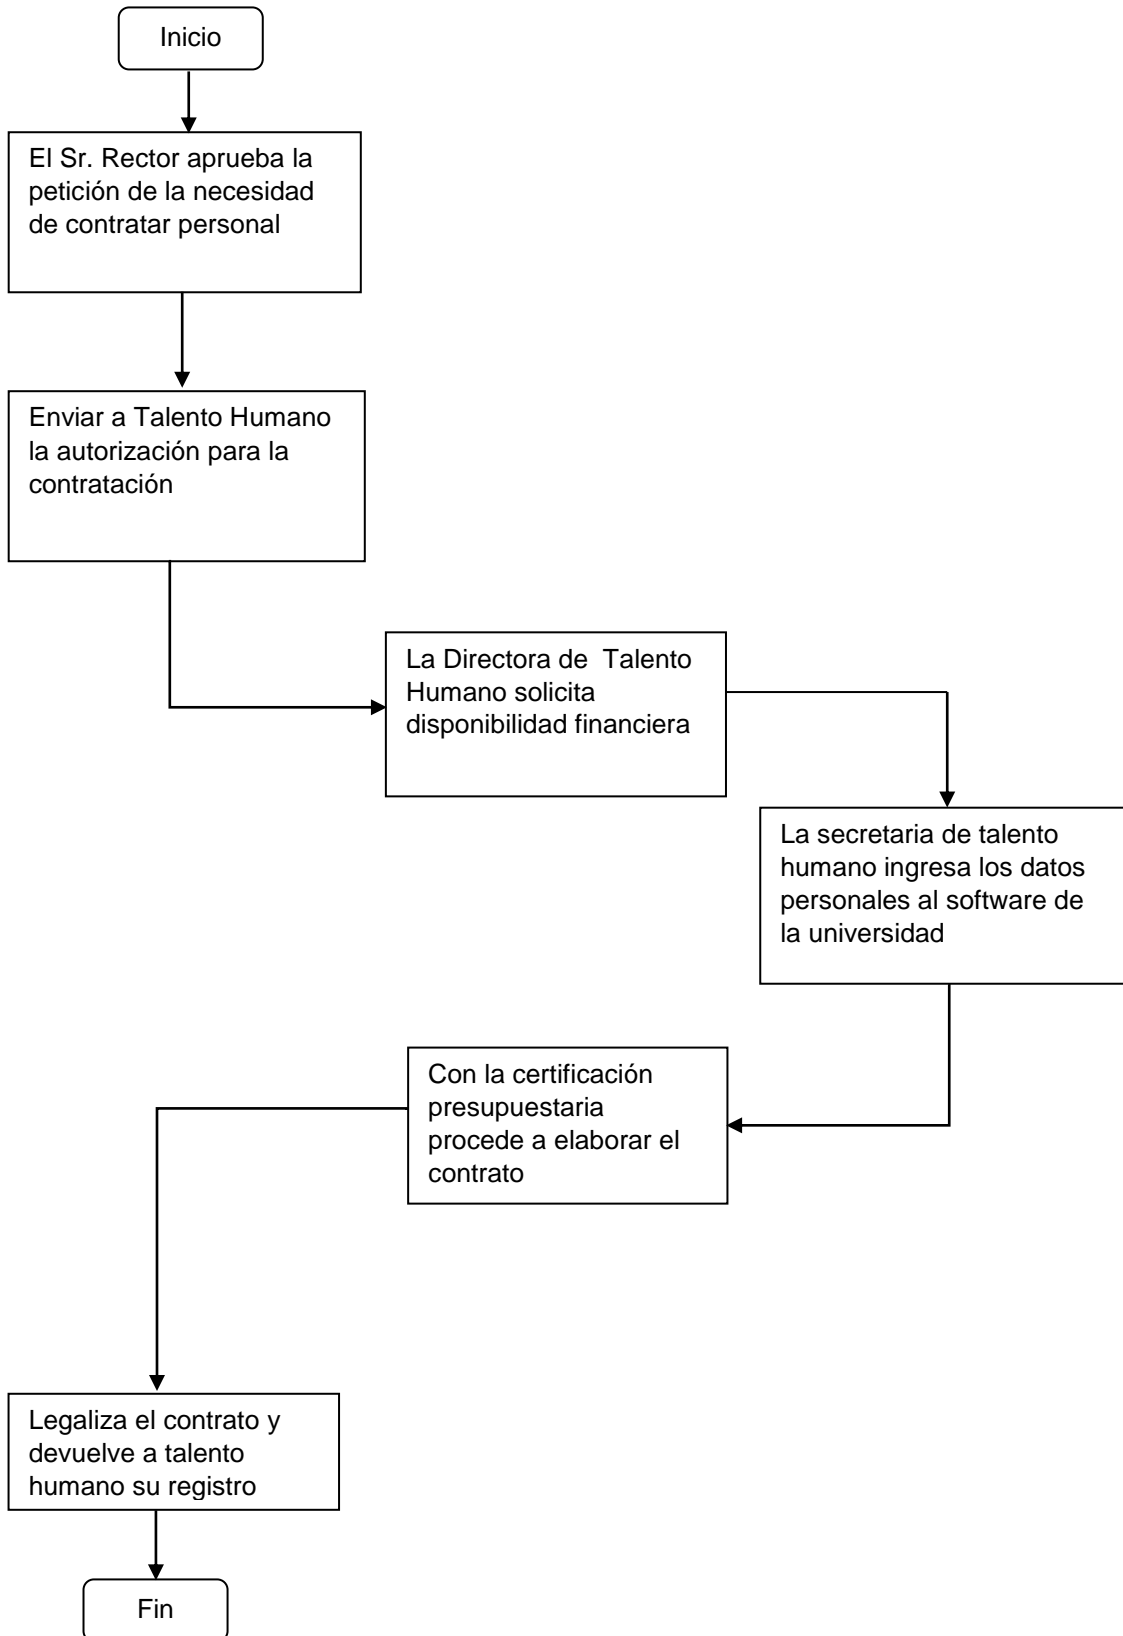 Inicio
El Sr. Rector aprueba la
petición de la necesidad
de contratar personal
Enviar a Talento Humano
la autorización para la
contratación
La Directora de  Talento
Humano solicita
disponibilidad financiera
La secretaria de talento
humano ingresa los datos
personales al software de
la universidad
Con la certificación
presupuestaria
procede a elaborar el
contrato
Legaliza el contrato y
devuelve a talento
humano su registro
Fin